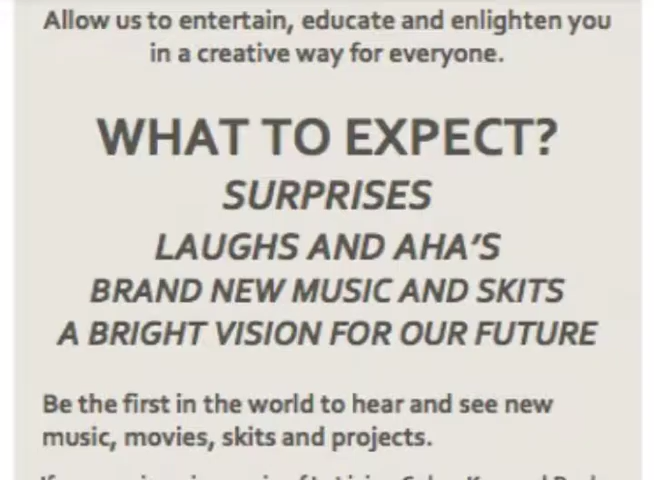 Allow us to entertain, educate and enlighten you
in a creative way for everyone.
WHAT TO EXPECT?
SURPRISES
LAUGHS AND AHA'S
BRAND NEW MUSIC AND SKITS
A BRIGHT VISION FOR OUR FUTURE
Be the first in the world to hear and see new
music, movies, skits and projects.